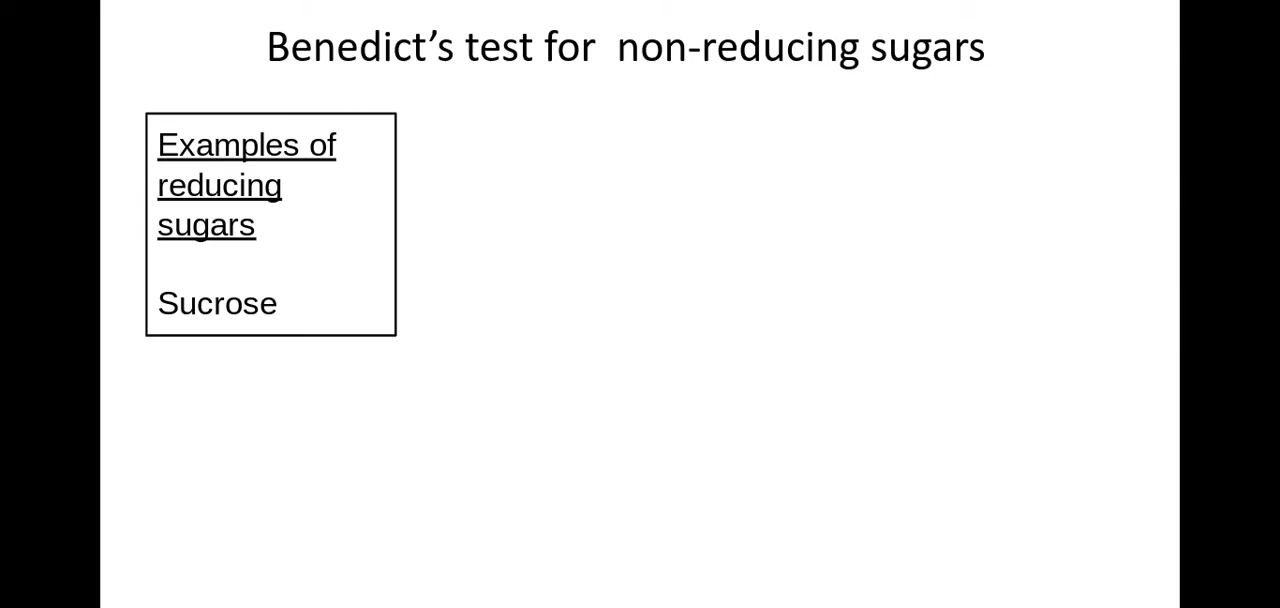 Benedict’s test for  non-reducing sugars
Examples of
reducing
sugars
Sucrose